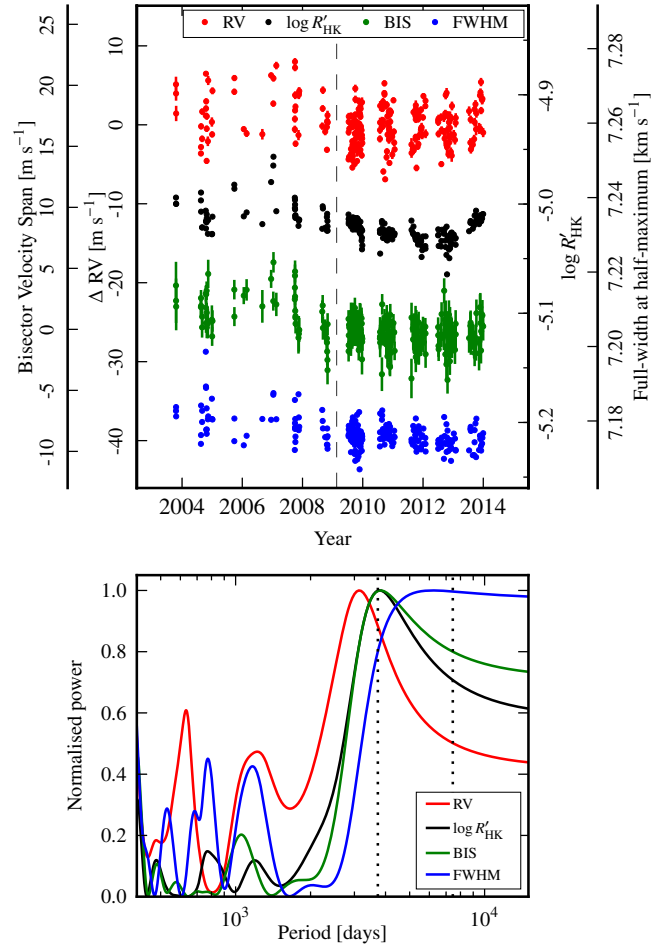 RV log R′HK BIS FWHM
25
20
15
10
5
0
-5
-10
Bisector Velocity Span [m s⁻¹]
10
0
-10
-20
-30
-40
Δ RV [m s⁻¹]
-4.9
-5.0
-5.1
-5.2
log R′HK
7.28
7.26
7.24
7.22
7.20
7.18
Full-width at half-maximum [km s⁻¹]
2004 2006 2008 2010 2012 2014
Year
1.0
0.8
0.6
0.4
0.2
0.0
Normalised power
RV
log R′HK
BIS
FWHM
10³ 10⁴
Period [days]